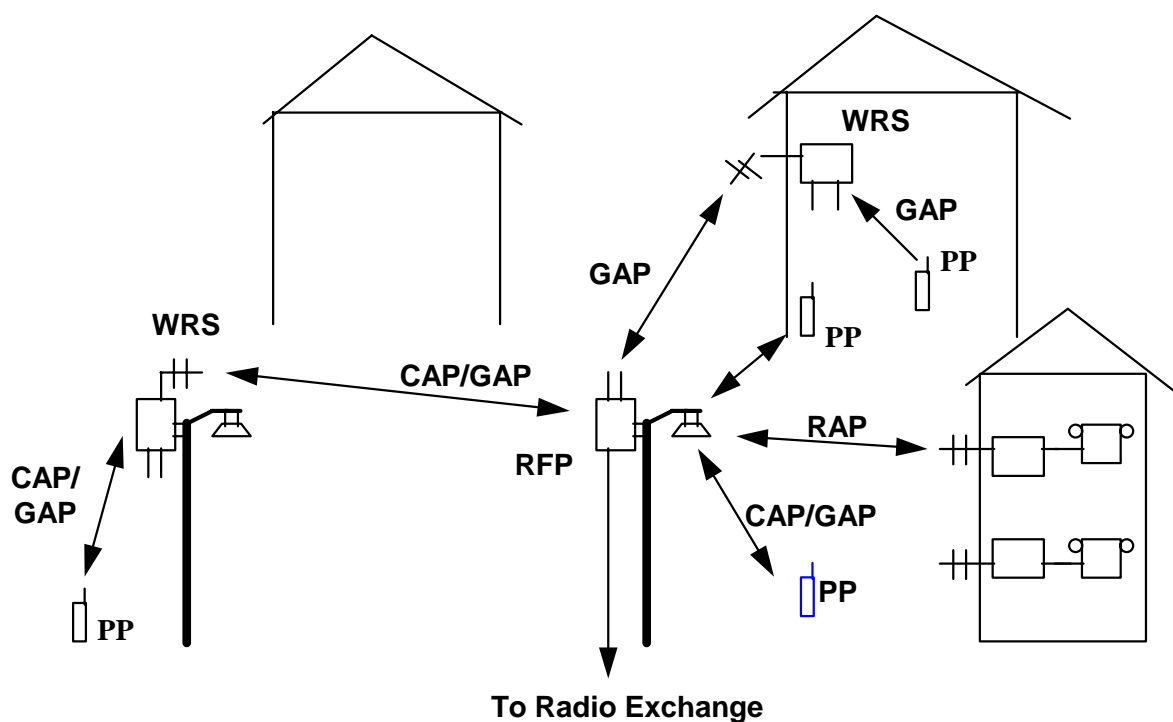 WRS
GAP
PP
GAP
PP
WRS
CAP/GAP
RAP
RFP
CAP/
GAP
CAP/GAP
PP
PP
To Radio Exchange